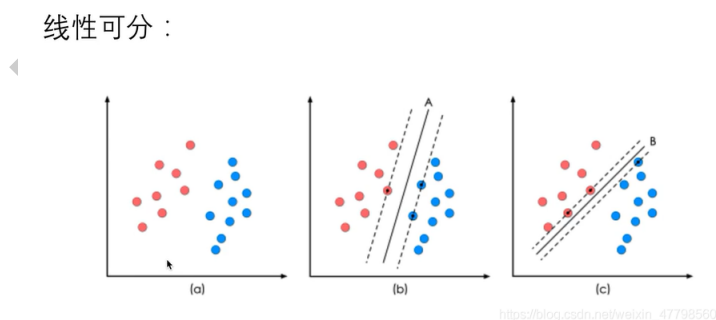 线性可分：
A
B
(a)
(b)
(c)
https://blog.csdn.net/weixin_47798560